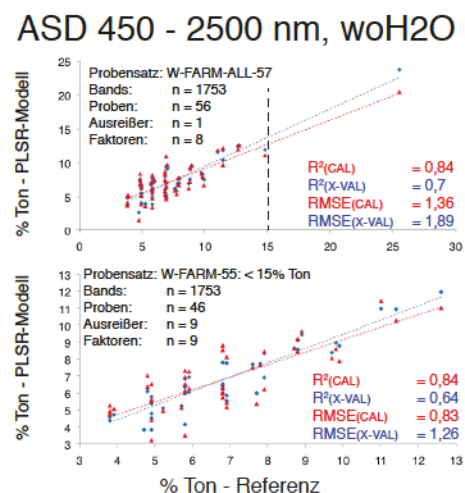 ASD 450 - 2500 nm, woH2O
% Ton - PLSR-Modell
25
20
15
10
5
0
Probensatz: W-FARM-ALL-57
Bands: n = 1753
Proben: n = 56
Ausreißer: n = 1
Faktoren: n = 8
R²(CAL) = 0,84
R²(X-VAL) = 0,7
RMSE(CAL) = 1,36
RMSE(X-VAL) = 1,89
0 5 10 15 20 25 30
% Ton - PLSR-Modell
13
12
11
10
9
8
7
6
5
4
3
Probensatz: W-FARM-55: < 15% Ton
Bands: n = 1753
Proben: n = 46
Ausreißer: n = 9
Faktoren: n = 9
R²(CAL) = 0,84
R²(X-VAL) = 0,64
RMSE(CAL) = 0,83
RMSE(X-VAL) = 1,26
3 4 5 6 7 8 9 10 11 12 13
% Ton - Referenz